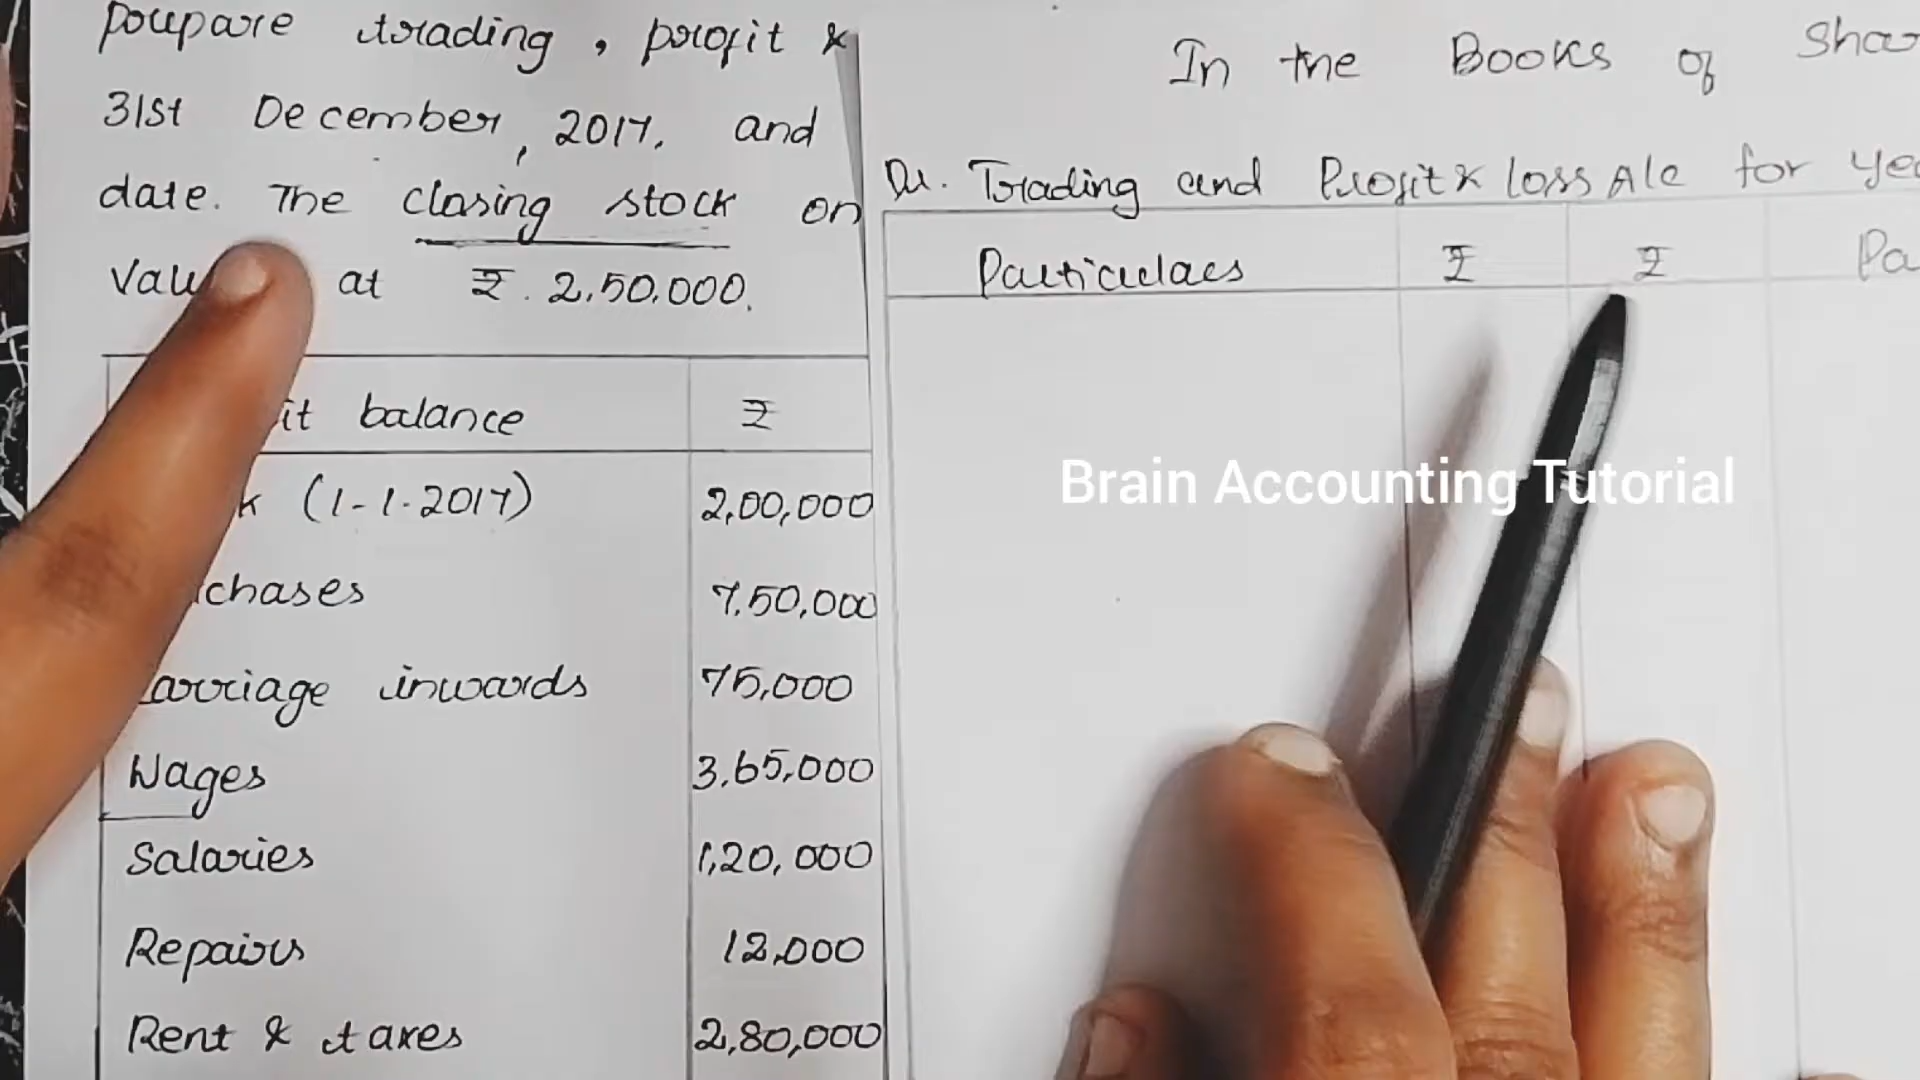 Prepare trading, profit &
31st December, 2017. and
date. The closing stock on
at ₹. 2,50,000.
balance ₹
(1-1-2017) 2,00,000
7,50,000
inwards 75,000
Wages 3,65,000
Salaries 1,20,000
Repairs 12,000
Rent & taxes 2,80,000
In the Books of
Dr. Trading and Profit & loss A/c for
Particulars ₹ ₹
Brain Accounting Tutorial